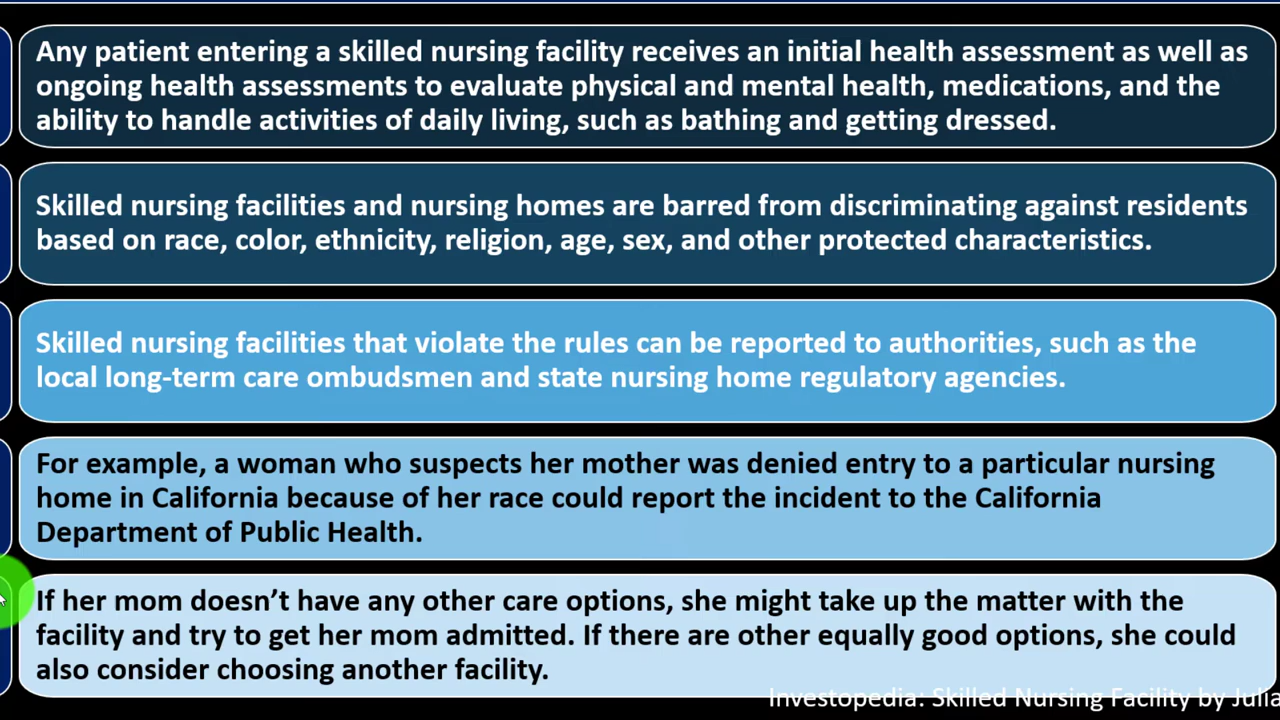 Any patient entering a skilled nursing facility receives an initial health assessment as well as
ongoing health assessments to evaluate physical and mental health, medications, and the
ability to handle activities of daily living, such as bathing and getting dressed.
Skilled nursing facilities and nursing homes are barred from discriminating against residents
based on race, color, ethnicity, religion, age, sex, and other protected characteristics.
Skilled nursing facilities that violate the rules can be reported to authorities, such as the
local long-term care ombudsmen and state nursing home regulatory agencies.
For example, a woman who suspects her mother was denied entry to a particular nursing
home in California because of her race could report the incident to the California
Department of Public Health.
If her mom doesn’t have any other care options, she might take up the matter with the
facility and try to get her mom admitted. If there are other equally good options, she could
also consider choosing another facility.
Investopedia: Skilled Nursing Facility by Julia